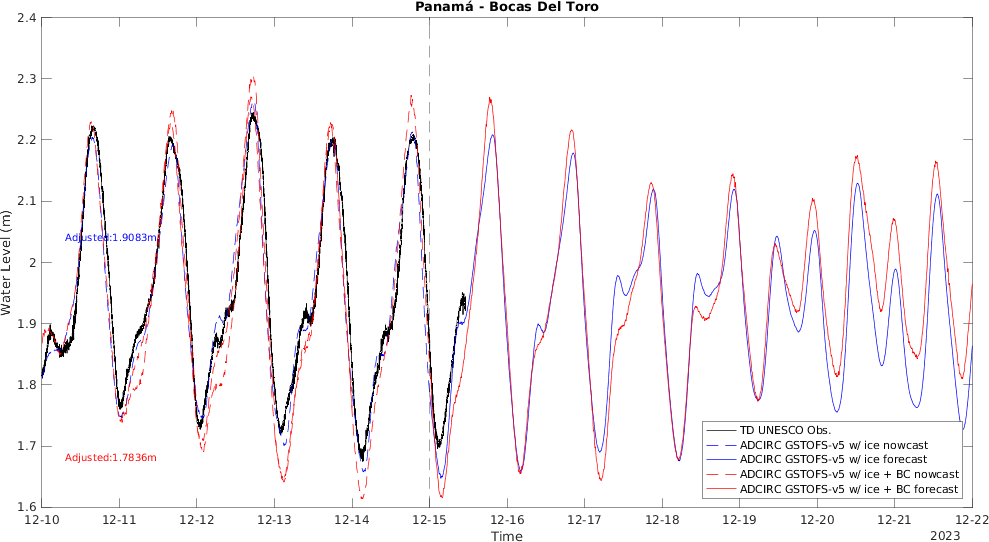 Panamá - Bocas Del Toro
Water Level (m)
2.4
2.3
2.2
2.1
2
1.9
1.8
1.7
1.6
Adjusted:1.9083m
Adjusted:1.7836m
TD UNESCO Obs.
ADCIRC GSTOFS-v5 w/ ice nowcast
ADCIRC GSTOFS-v5 w/ ice forecast
ADCIRC GSTOFS-v5 w/ ice + BC nowcast
ADCIRC GSTOFS-v5 w/ ice + BC forecast
12-10 12-11 12-12 12-13 12-14 12-15 12-16 12-17 12-18 12-19 12-20 12-21 12-22
Time
2023